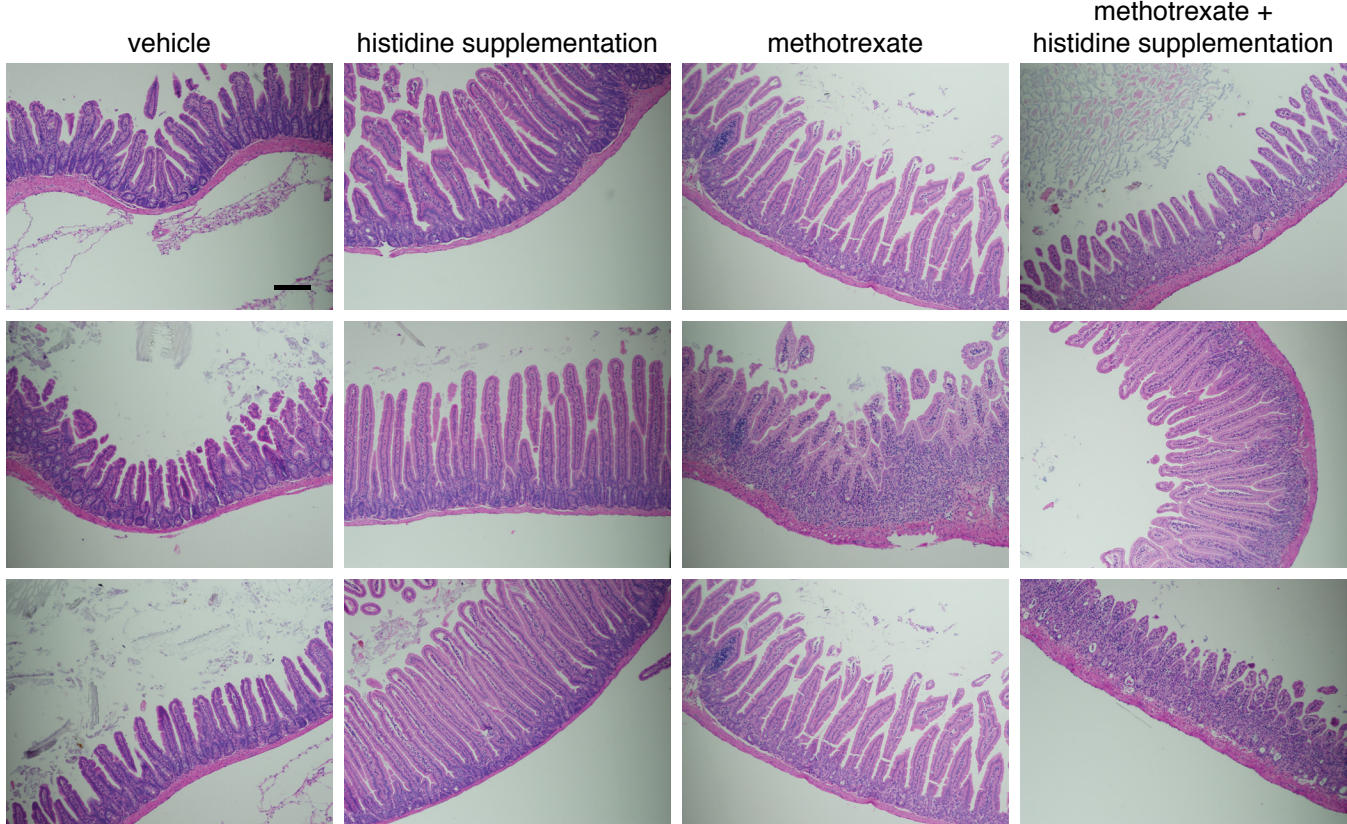 vehicle
histidine supplementation
methotrexate
methotrexate +
histidine supplementation